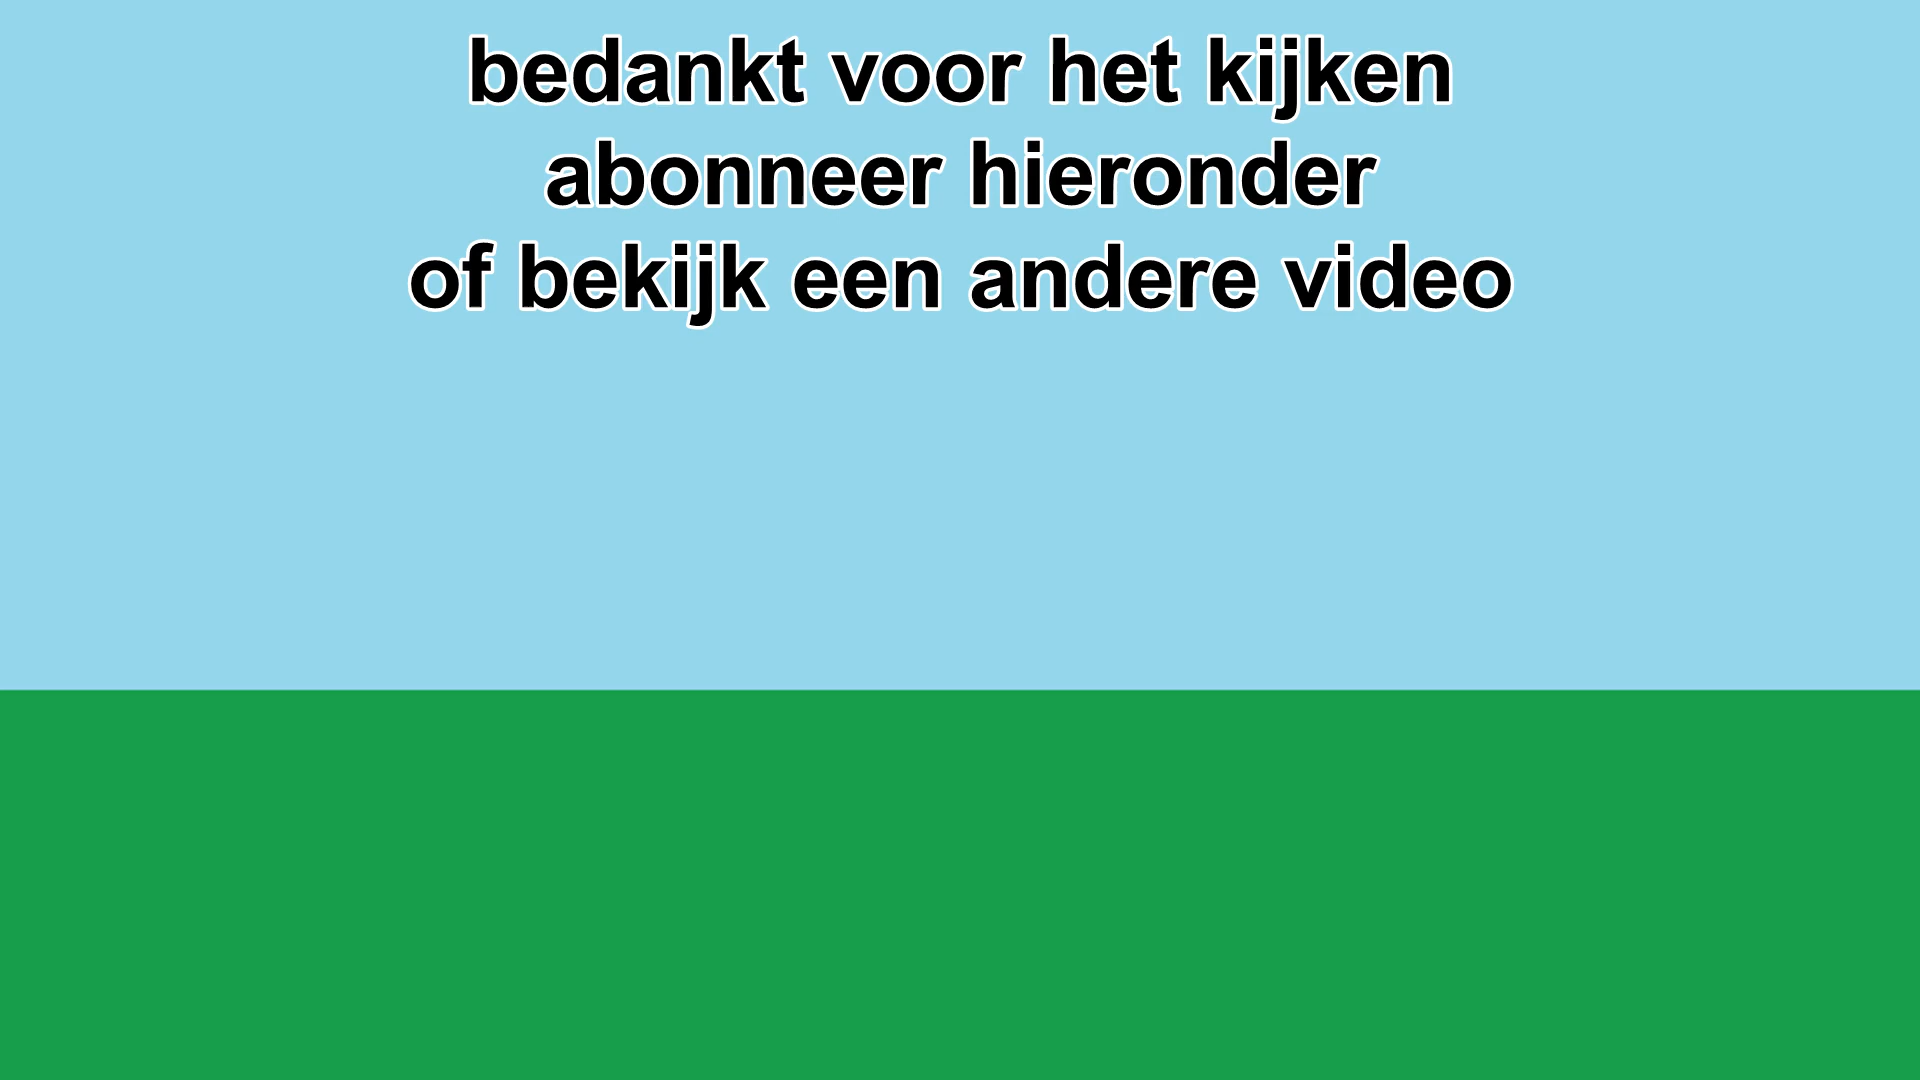 bedankt voor het kijken
abonneer hieronder
of bekijk een andere video